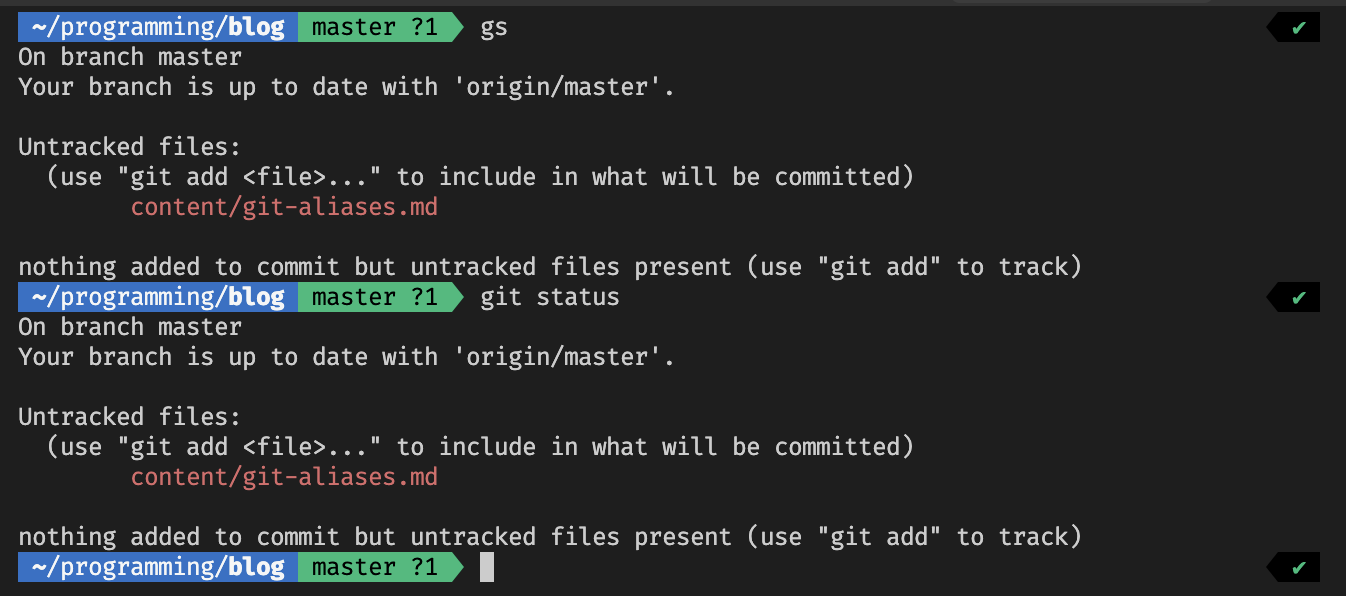 ~/programming/blog master ?1 gs ✔
On branch master
Your branch is up to date with 'origin/master'.
Untracked files:
  (use "git add <file>..." to include in what will be committed)
        content/git-aliases.md
nothing added to commit but untracked files present (use "git add" to track)
~/programming/blog master ?1 git status ✔
On branch master
Your branch is up to date with 'origin/master'.
Untracked files:
  (use "git add <file>..." to include in what will be committed)
        content/git-aliases.md
nothing added to commit but untracked files present (use "git add" to track)
~/programming/blog master ?1 ✔